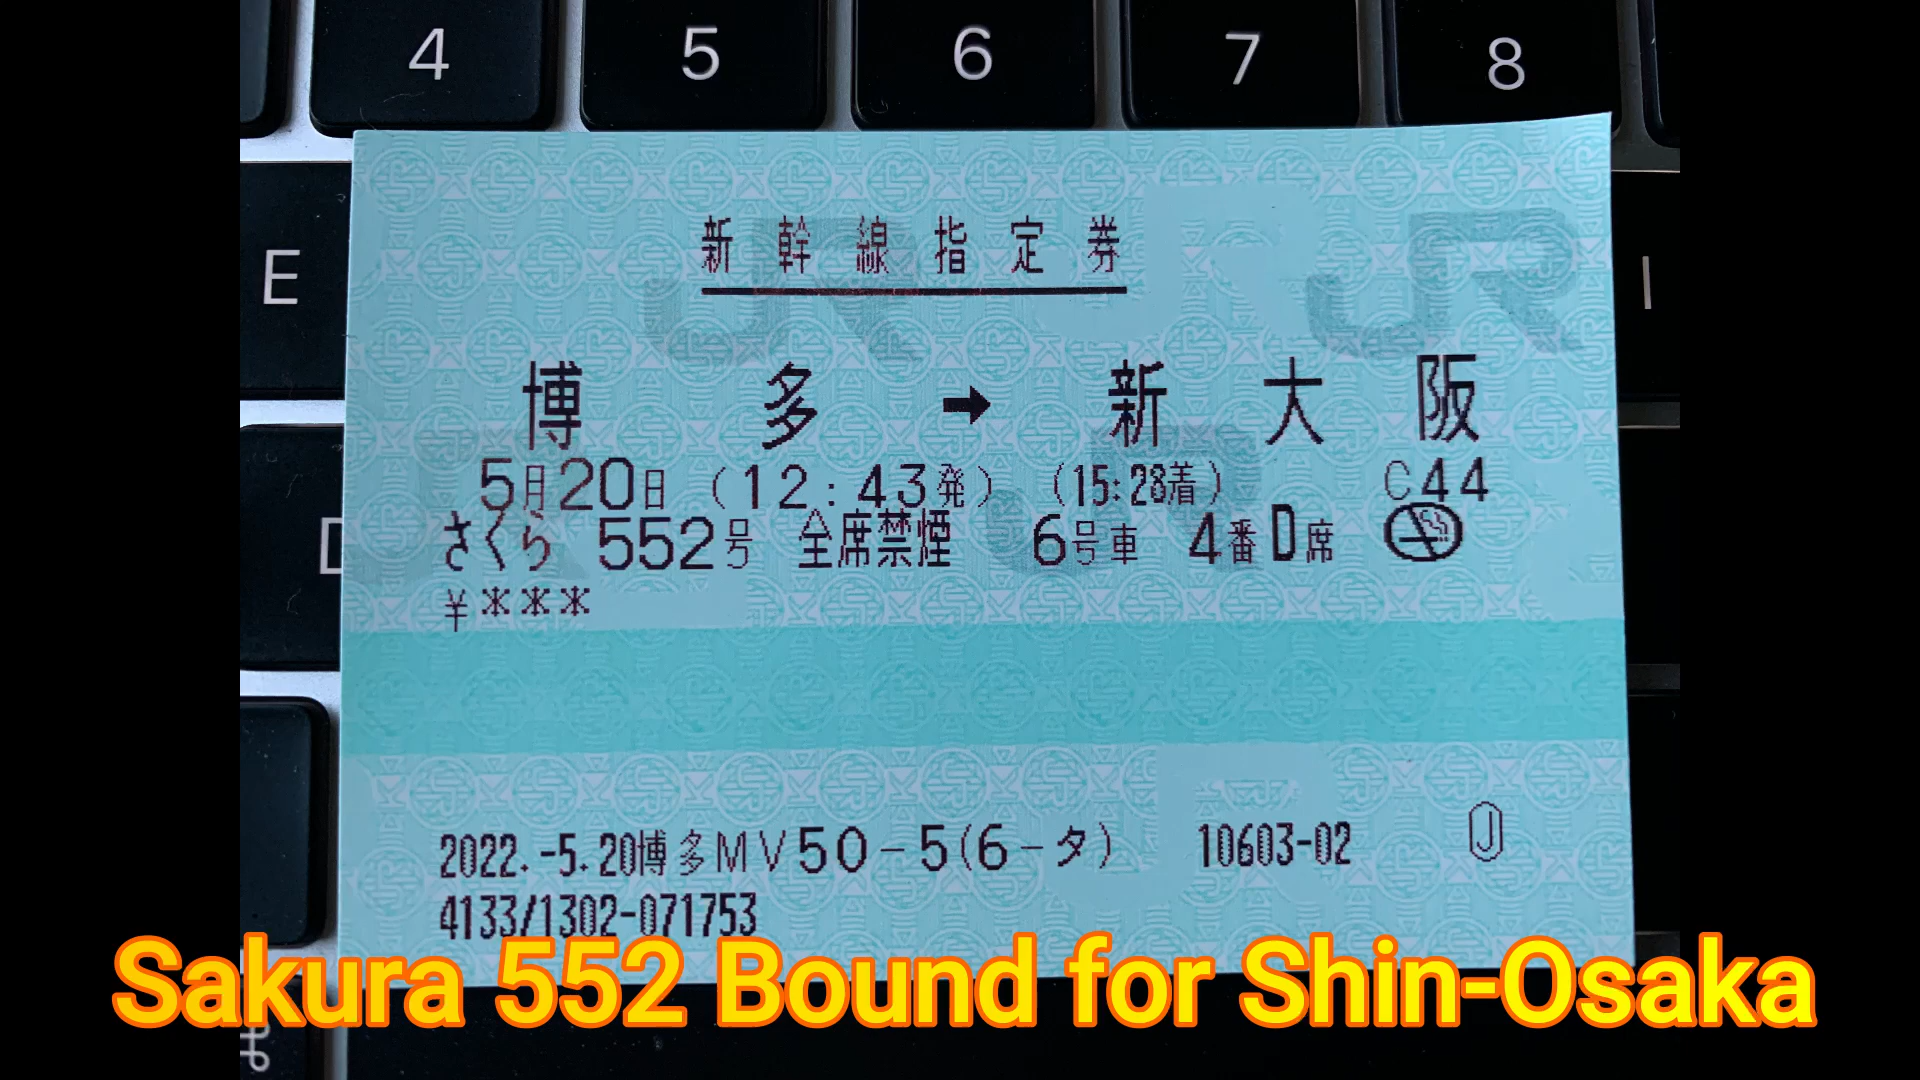 4 5 6 7 8
E
I
D
新幹線指定券
JR JR
博多→新大阪
5月20日 (12:43発) (15:28着) C44
さくら 552号 全席禁煙 6号車 4番D席
¥***
2022.-5.20博多MV50-5(6-タ) 10603-02 Ⓙ
4133/1302-071753
Sakura 552 Bound for Shin-Osaka
⌘